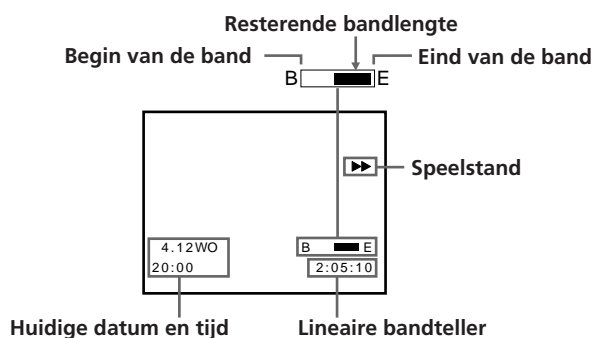 Resterende bandlengte
Begin van de band
Eind van de band
B E
Speelstand
4.12WO
B E
20:00
2:05:10
Huidige datum en tijd
Lineaire bandteller